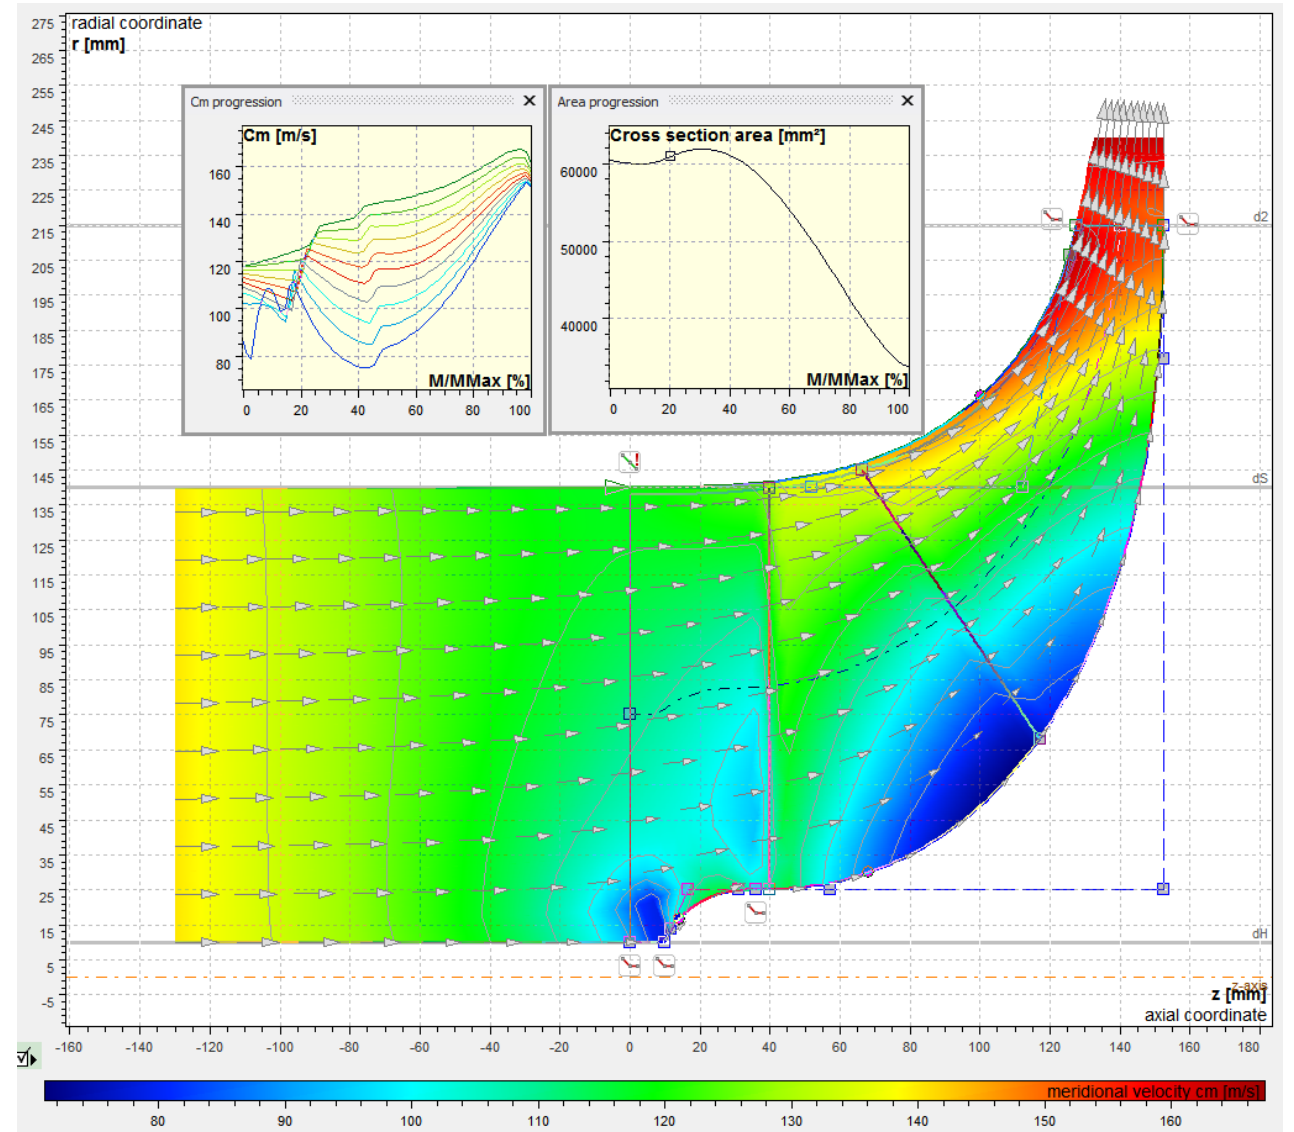 275
radial coordinate
r [mm]
265
255
245
235
225
215
205
195
185
175
165
155
145
135
125
115
105
95
85
75
65
55
45
35
25
15
5
-5
Cm progression
Cm [m/s]
160
140
120
100
80
M/MMax [%]
0 20 40 60 80 100
Area progression
Cross section area [mm²]
60000
50000
40000
M/MMax [%]
0 20 40 60 80 100
d2
dS
dH
z-axis
z [mm]
axial coordinate
-160 -140 -120 -100 -80 -60 -40 -20 0 20 40 60 80 100 120 140 160 180
meridional velocity cm [m/s]
80 90 100 110 120 130 140 150 160